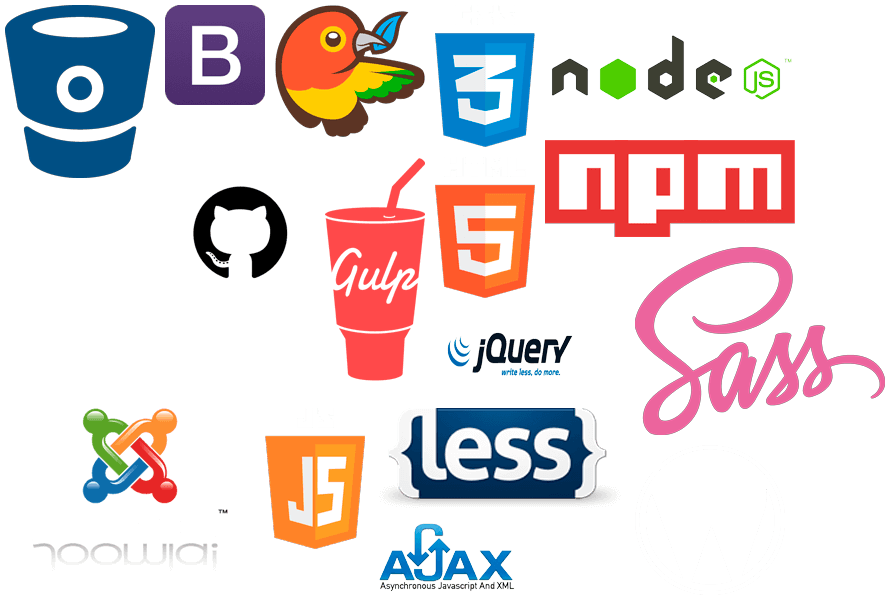 B
3
node JS ™
npm
Gulp
5
jQuery
write less, do more.
Sass
JS
{less}
™
AJAX
Asynchronous Javascript And XML